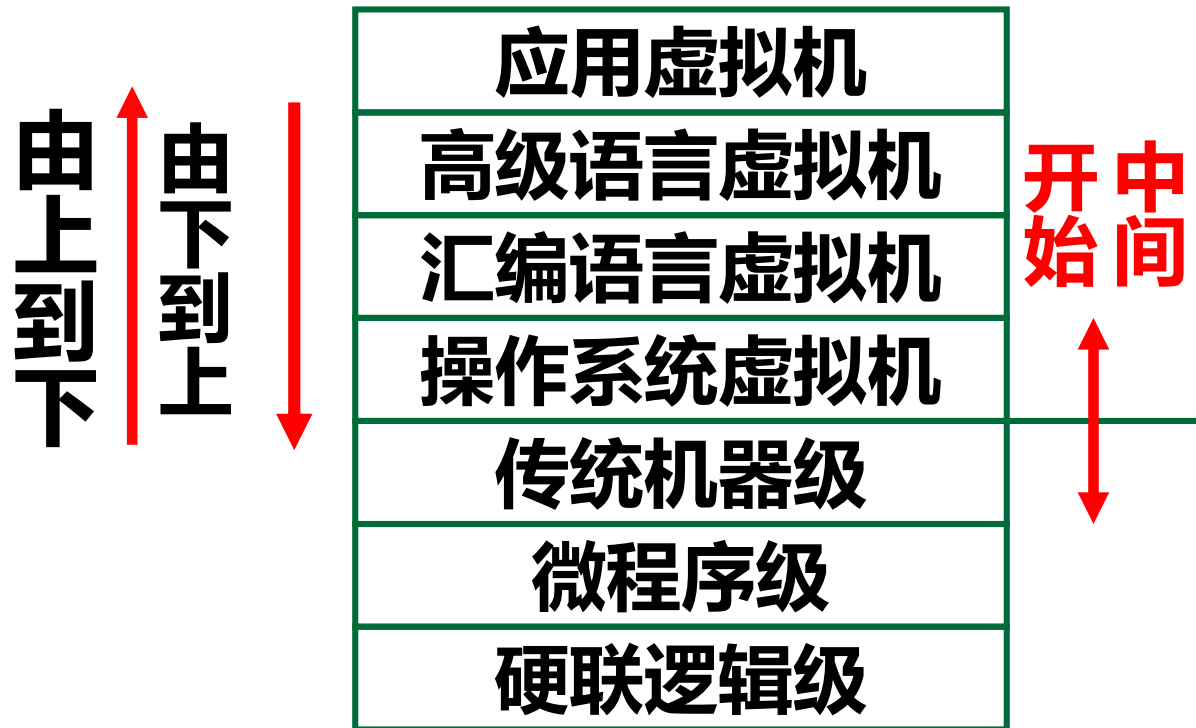 由上到下
由下到上
应用虚拟机
高级语言虚拟机
汇编语言虚拟机
操作系统虚拟机
传统机器级
微程序级
硬联逻辑级
中间
开始